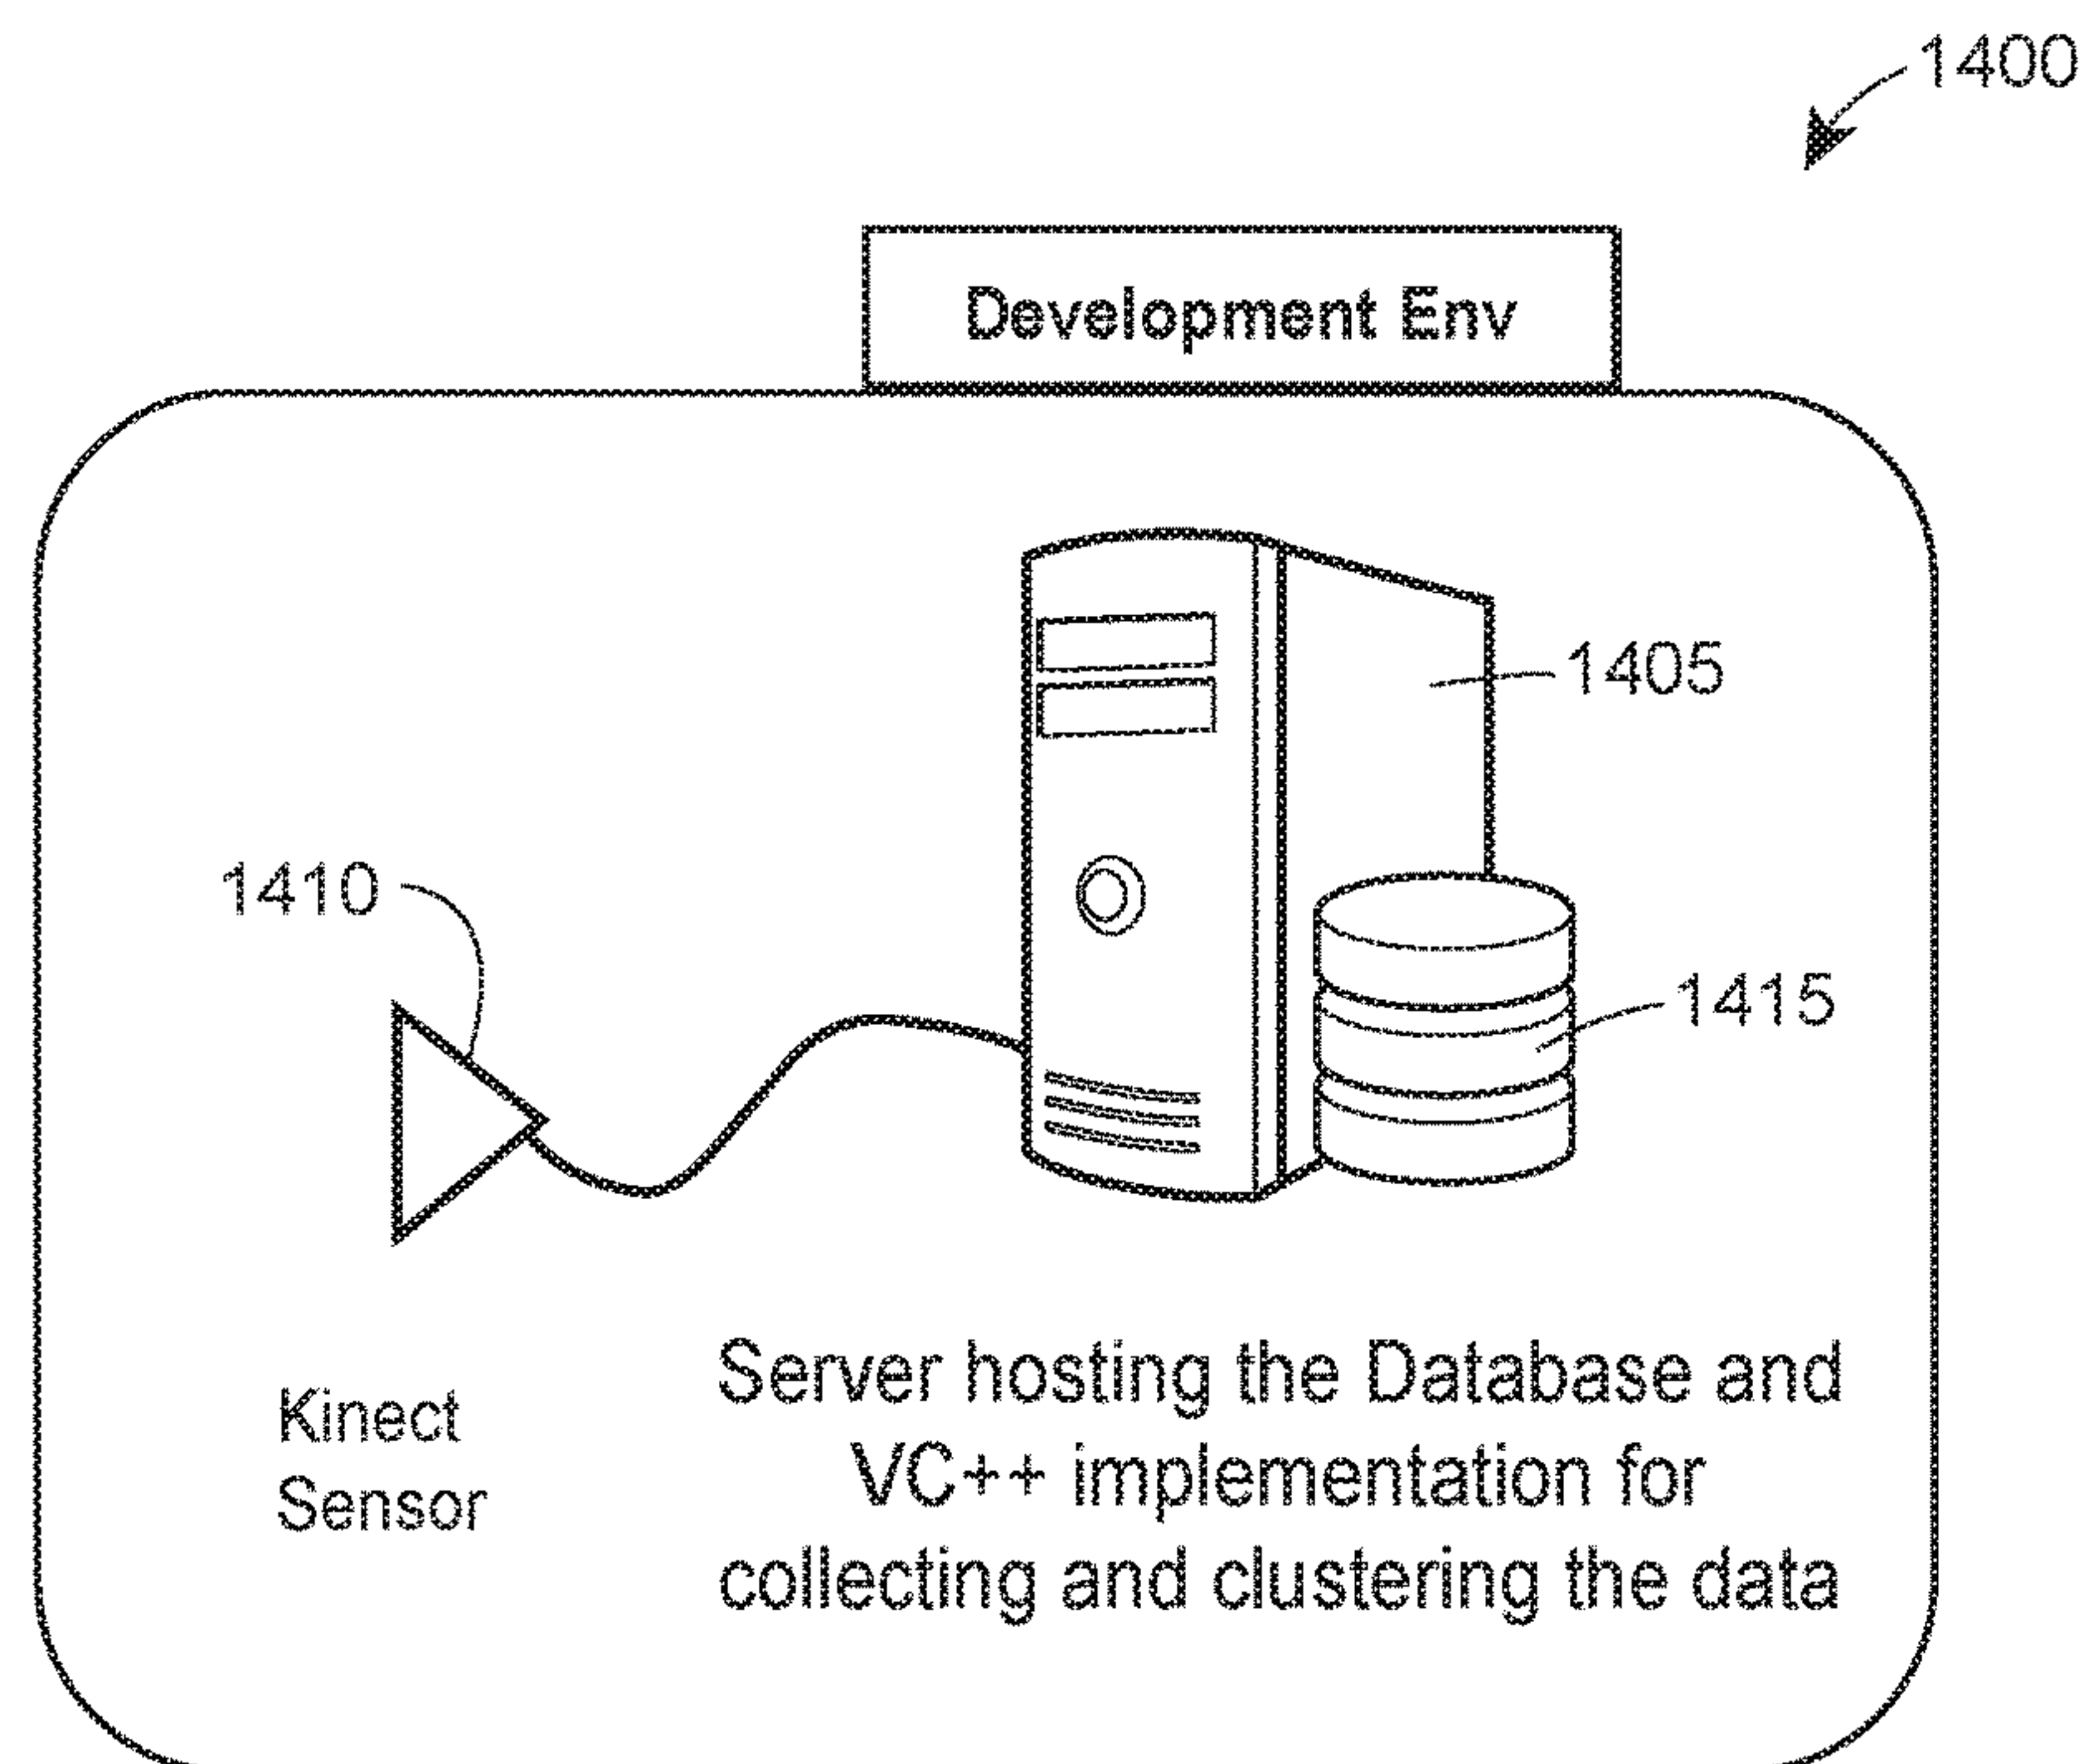 1400
Development Env
1405
1410
1415
Kinect
Sensor
Server hosting the Database and
VC++ implementation for
collecting and clustering the data